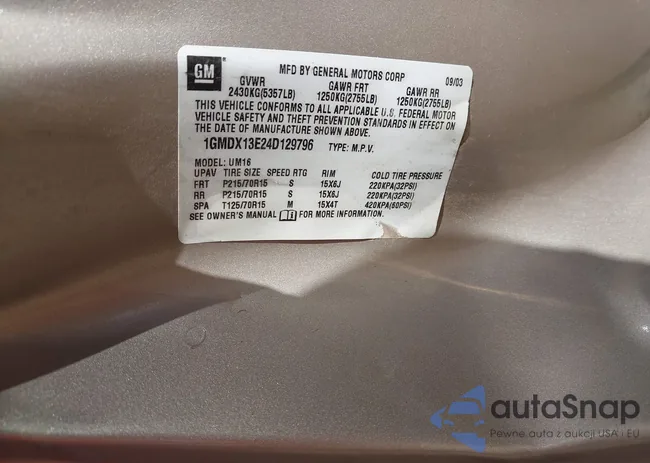 GM
MFD BY GENERAL MOTORS CORP 09/03
GVWR GAWR FRT GAWR RR
2430KG(5357LB) 1250KG(2755LB) 1250KG(2755LB)
THIS VEHICLE CONFORMS TO ALL APPLICABLE U.S. FEDERAL MOTOR
VEHICLE SAFETY AND THEFT PREVENTION STANDARDS IN EFFECT ON
THE DATE OF MANUFACTURE SHOWN ABOVE.
1GMDX13E24D129796 TYPE: M.P.V.
MODEL: UM16
UPAV TIRE SIZE SPEED RTG RIM COLD TIRE PRESSURE
FRT P215/70R15 S 15X6J 220KPA(32PSI)
RR P215/70R15 S 15X6J 220KPA(32PSI)
SPA T125/70R15 M 15X4T 420KPA(60PSI)
SEE OWNER'S MANUAL FOR MORE INFORMATION.
autaSnap
Pewne auta z aukcji USA i EU